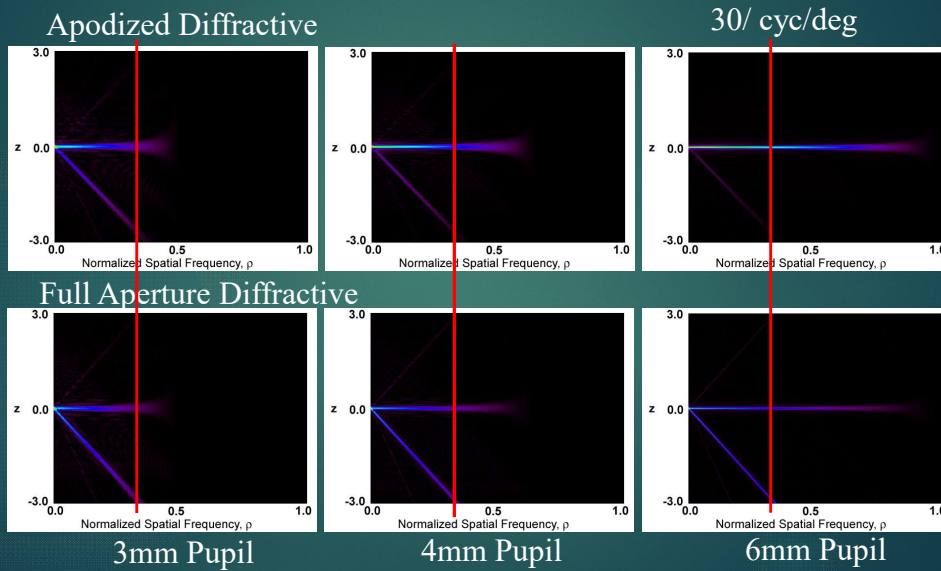 Apodized Diffractive
30/ cyc/deg
3.0
z 0.0
-3.0
0.0 0.5 1.0
Normalized Spatial Frequency, ρ
3.0
z 0.0
-3.0
0.0 0.5 1.0
Normalized Spatial Frequency, ρ
3.0
z 0.0
-3.0
0.0 0.5 1.0
Normalized Spatial Frequency, ρ
Full Aperture Diffractive
3.0
z 0.0
-3.0
0.0 0.5 1.0
Normalized Spatial Frequency, ρ
3.0
z 0.0
-3.0
0.0 0.5 1.0
Normalized Spatial Frequency, ρ
3.0
z 0.0
-3.0
0.0 0.5 1.0
Normalized Spatial Frequency, ρ
3mm Pupil
4mm Pupil
6mm Pupil